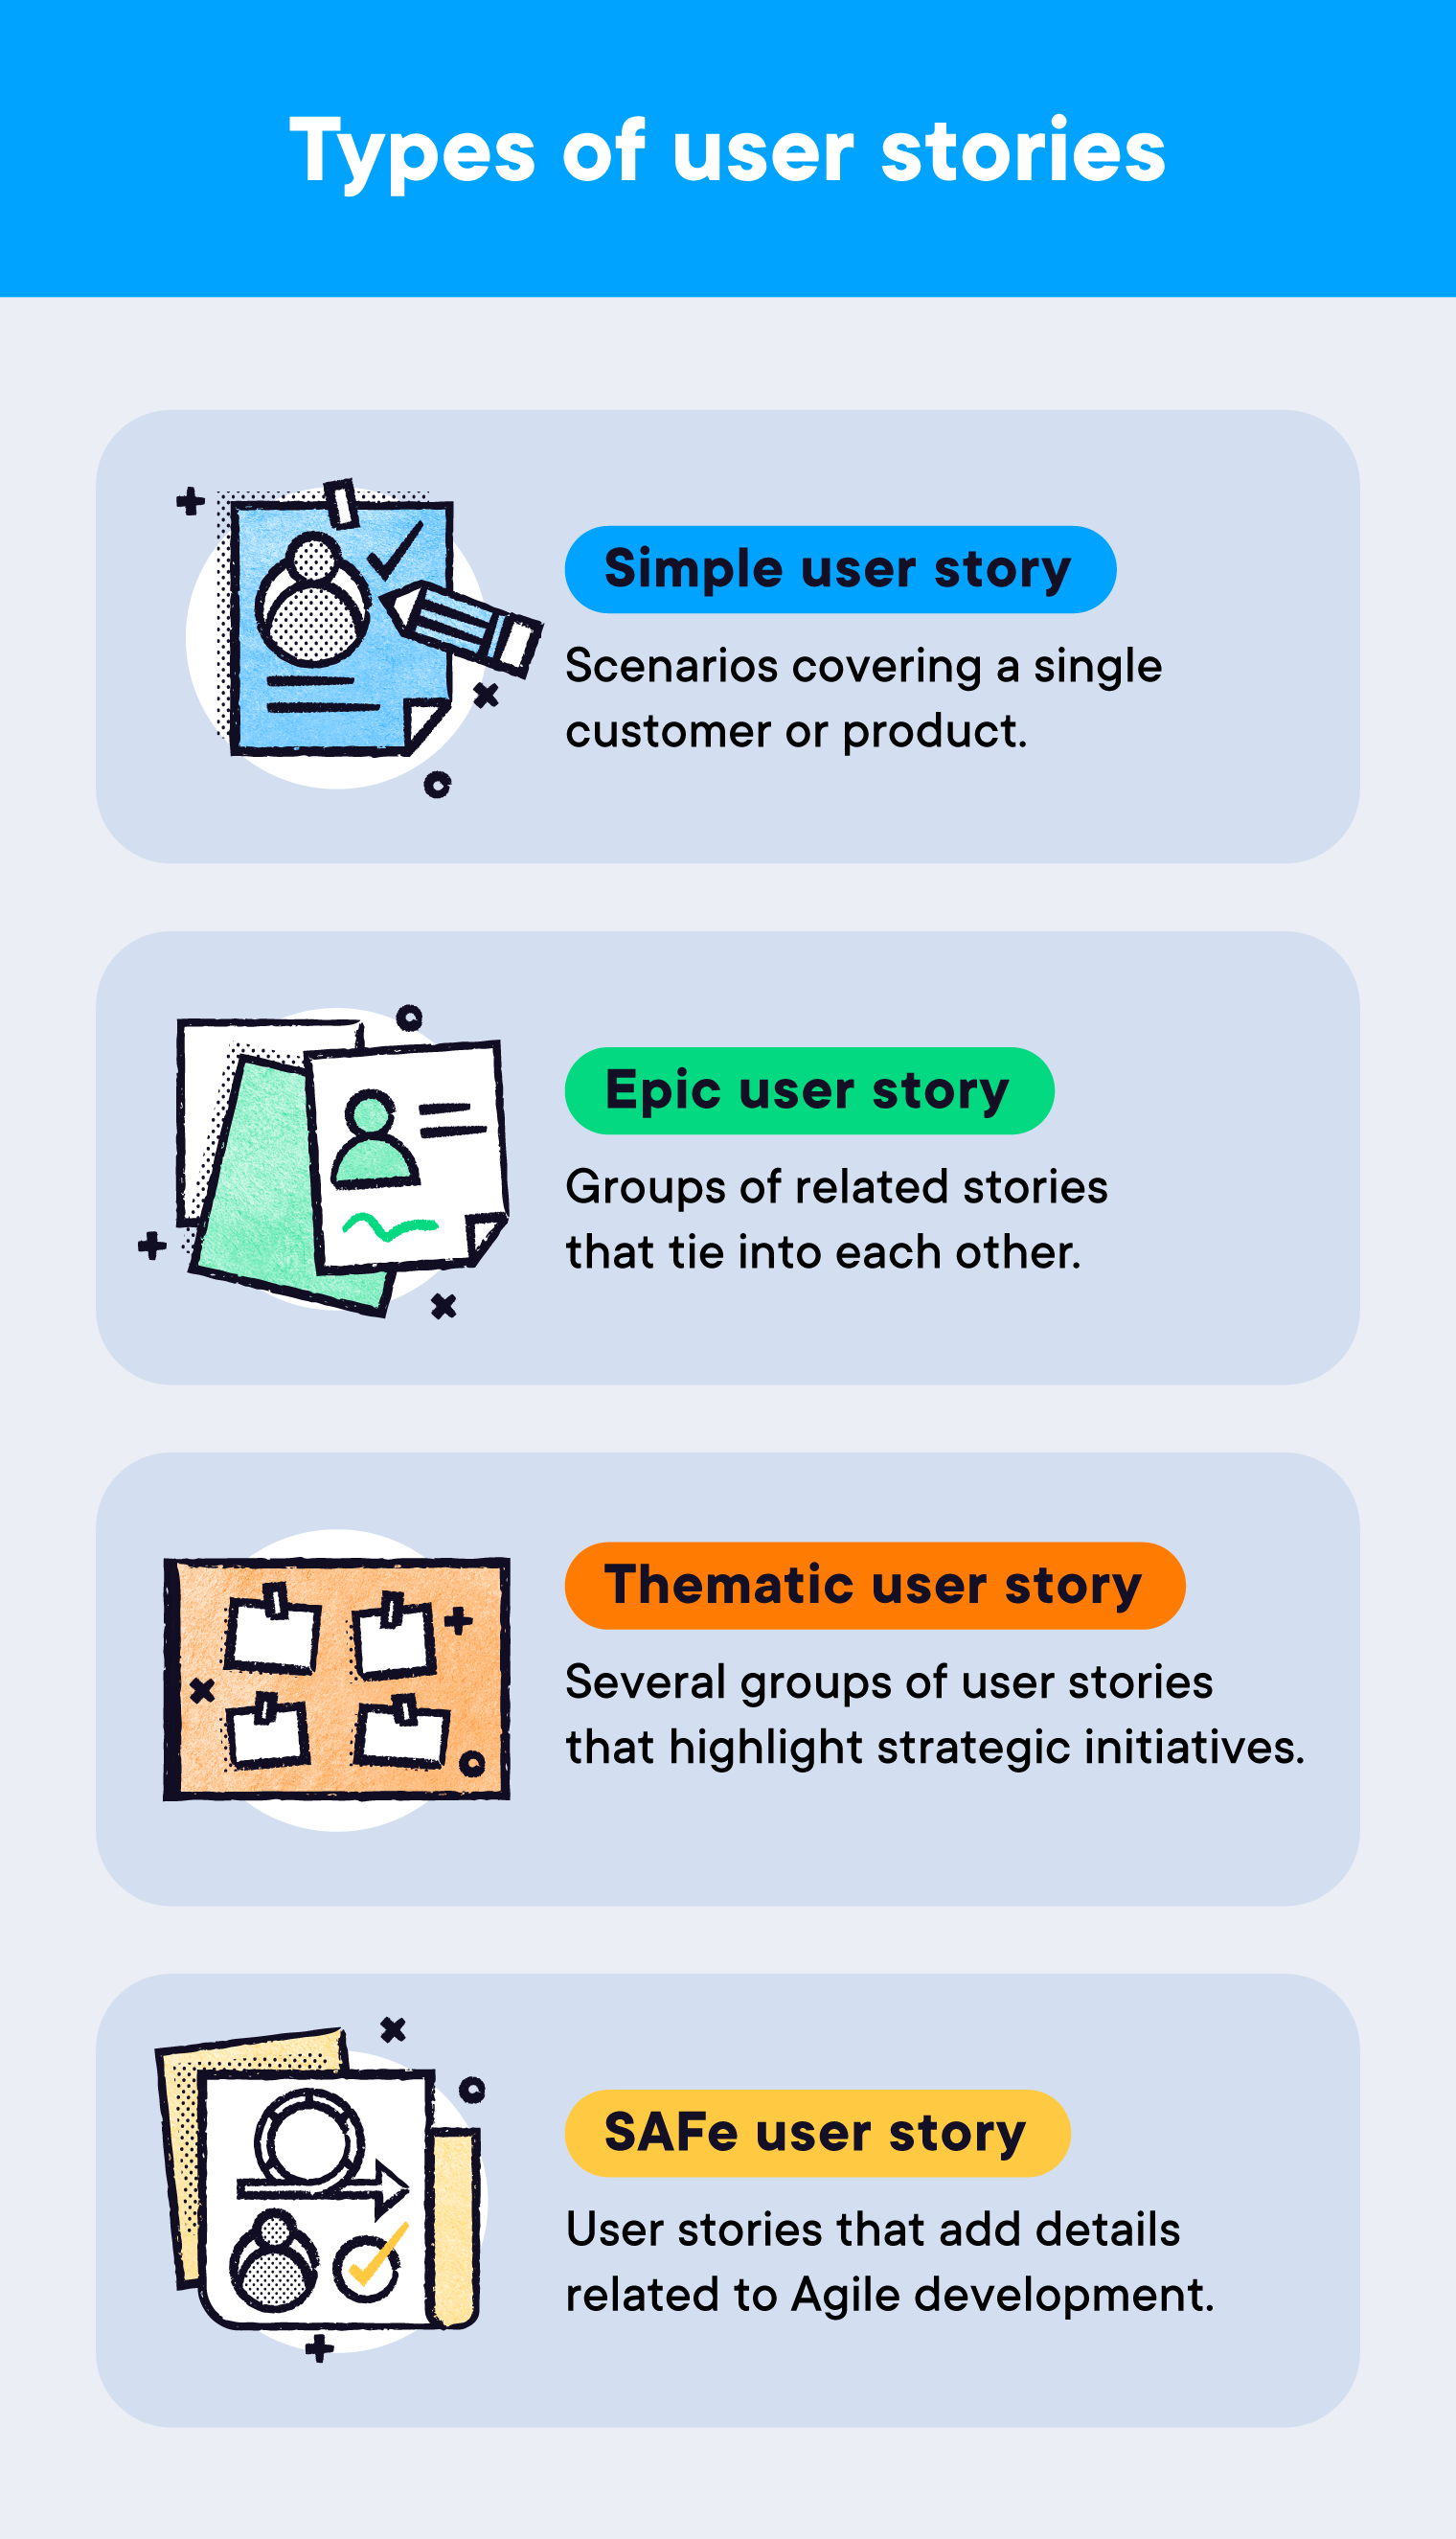 Types of user stories
Simple user story
Scenarios covering a single
customer or product.
Epic user story
Groups of related stories
that tie into each other.
Thematic user story
Several groups of user stories
that highlight strategic initiatives.
SAFe user story
User stories that add details
related to Agile development.